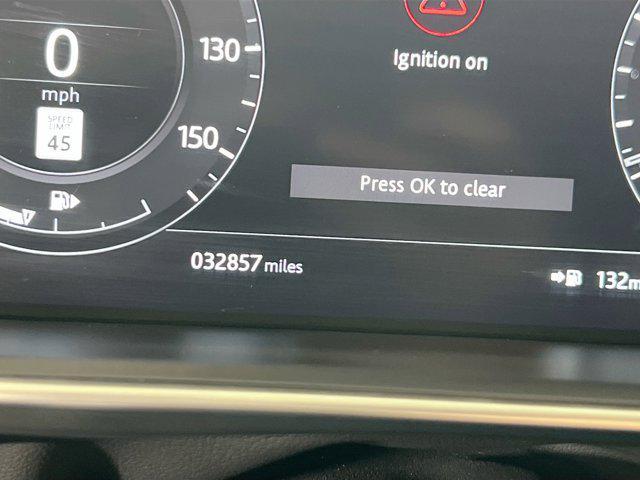 0
mph
SPEED
LIMIT
45
130
150
Ignition on
Press OK to clear
032857 miles
132m